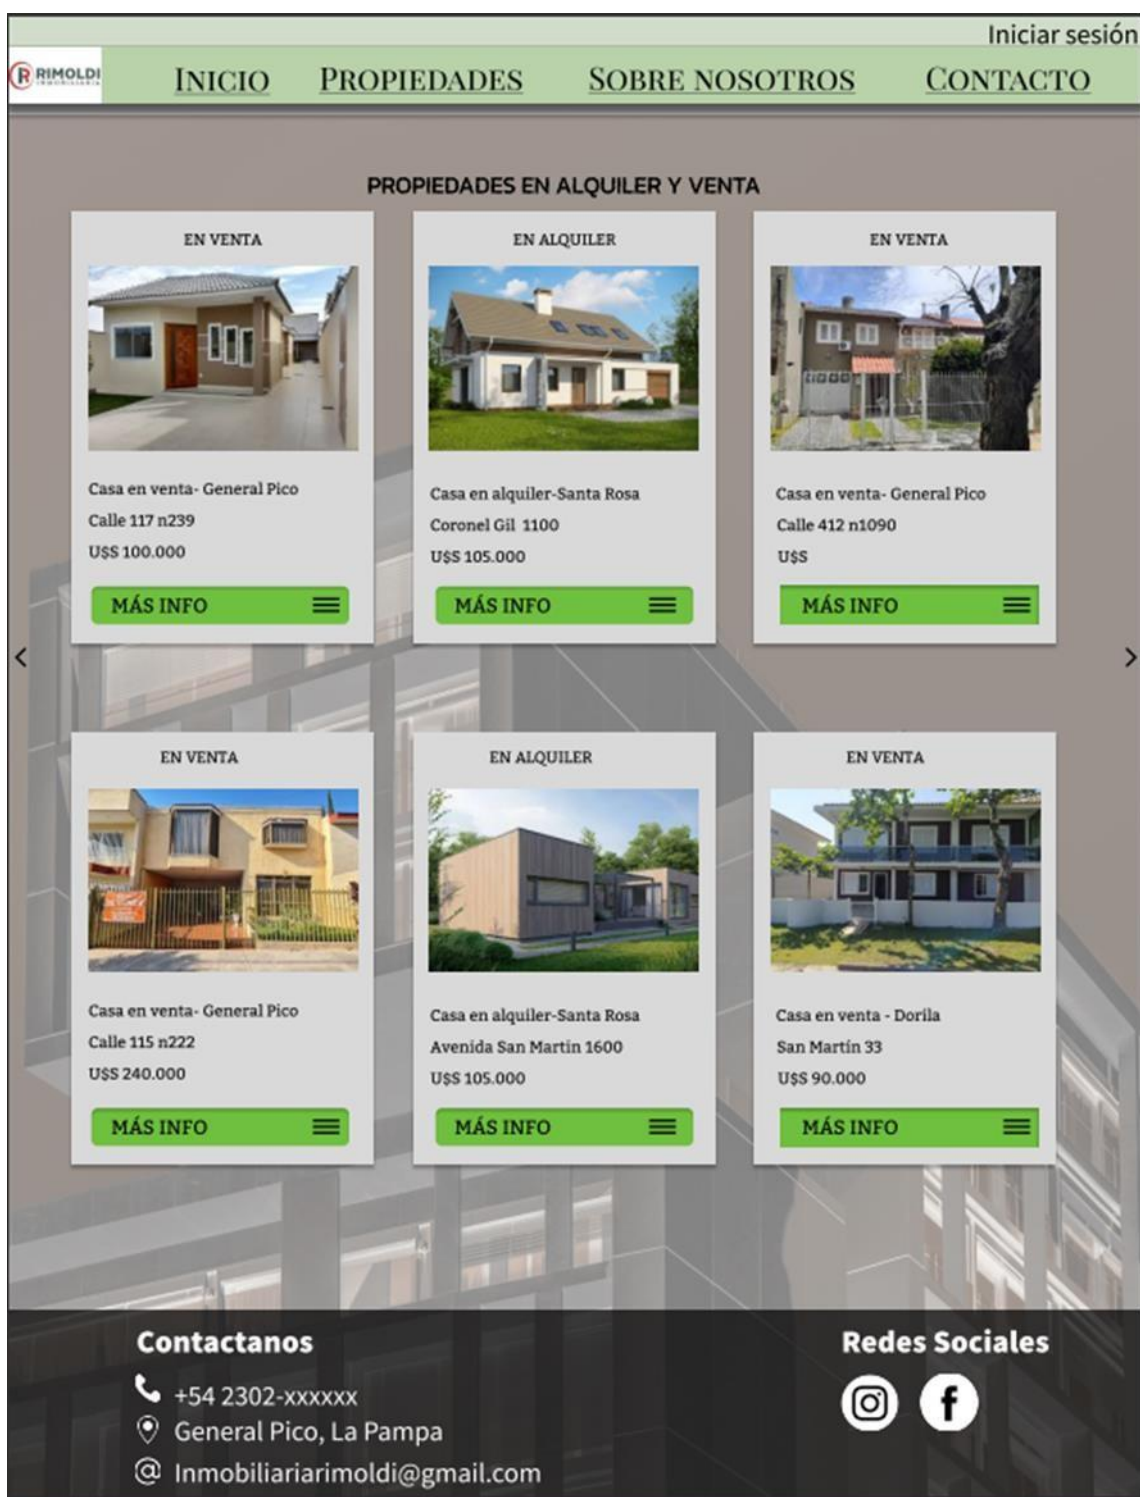 Iniciar sesión
RIMOLDI
INMOBILIARIA
INICIO PROPIEDADES SOBRE NOSOTROS CONTACTO
PROPIEDADES EN ALQUILER Y VENTA
EN VENTA
Casa en venta- General Pico
Calle 117 n239
U$S 100.000
MÁS INFO
EN ALQUILER
Casa en alquiler-Santa Rosa
Coronel Gil 1100
U$S 105.000
MÁS INFO
EN VENTA
Casa en venta- General Pico
Calle 412 n1090
U$S
MÁS INFO
EN VENTA
Casa en venta- General Pico
Calle 115 n222
U$S 240.000
MÁS INFO
EN ALQUILER
Casa en alquiler-Santa Rosa
Avenida San Martin 1600
U$S 105.000
MÁS INFO
EN VENTA
Casa en venta - Dorila
San Martín 33
U$S 90.000
MÁS INFO
Contactanos
+54 2302-xxxxxx
General Pico, La Pampa
Inmobiliariarimoldi@gmail.com
Redes Sociales